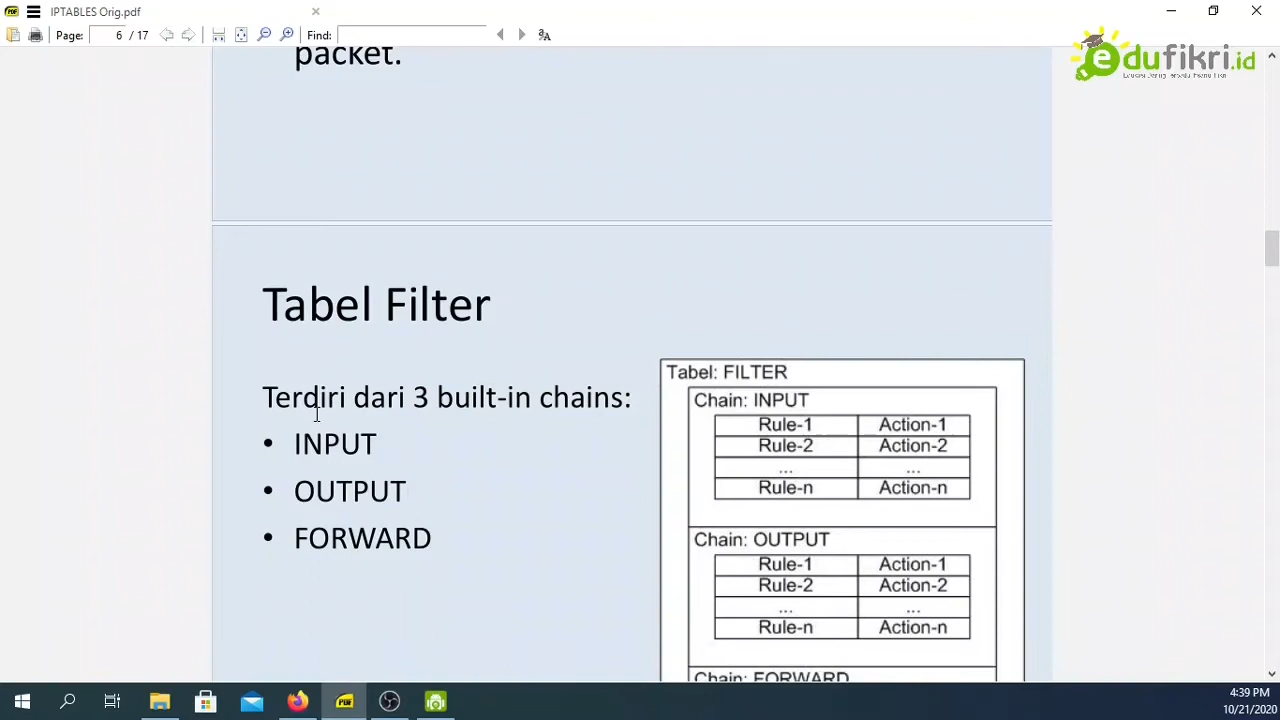 IPTABLES Orig.pdf
Page: 6 / 17 Find:
edufikri.id
packet.
Tabel Filter
Terdiri dari 3 built-in chains:
• INPUT
• OUTPUT
• FORWARD
Tabel: FILTER
Chain: INPUT
Rule-1 Action-1
Rule-2 Action-2
... ...
Rule-n Action-n
Chain: OUTPUT
Rule-1 Action-1
Rule-2 Action-2
... ...
Rule-n Action-n
Chain: FORWARD
PDF
4:39 PM
10/21/2020